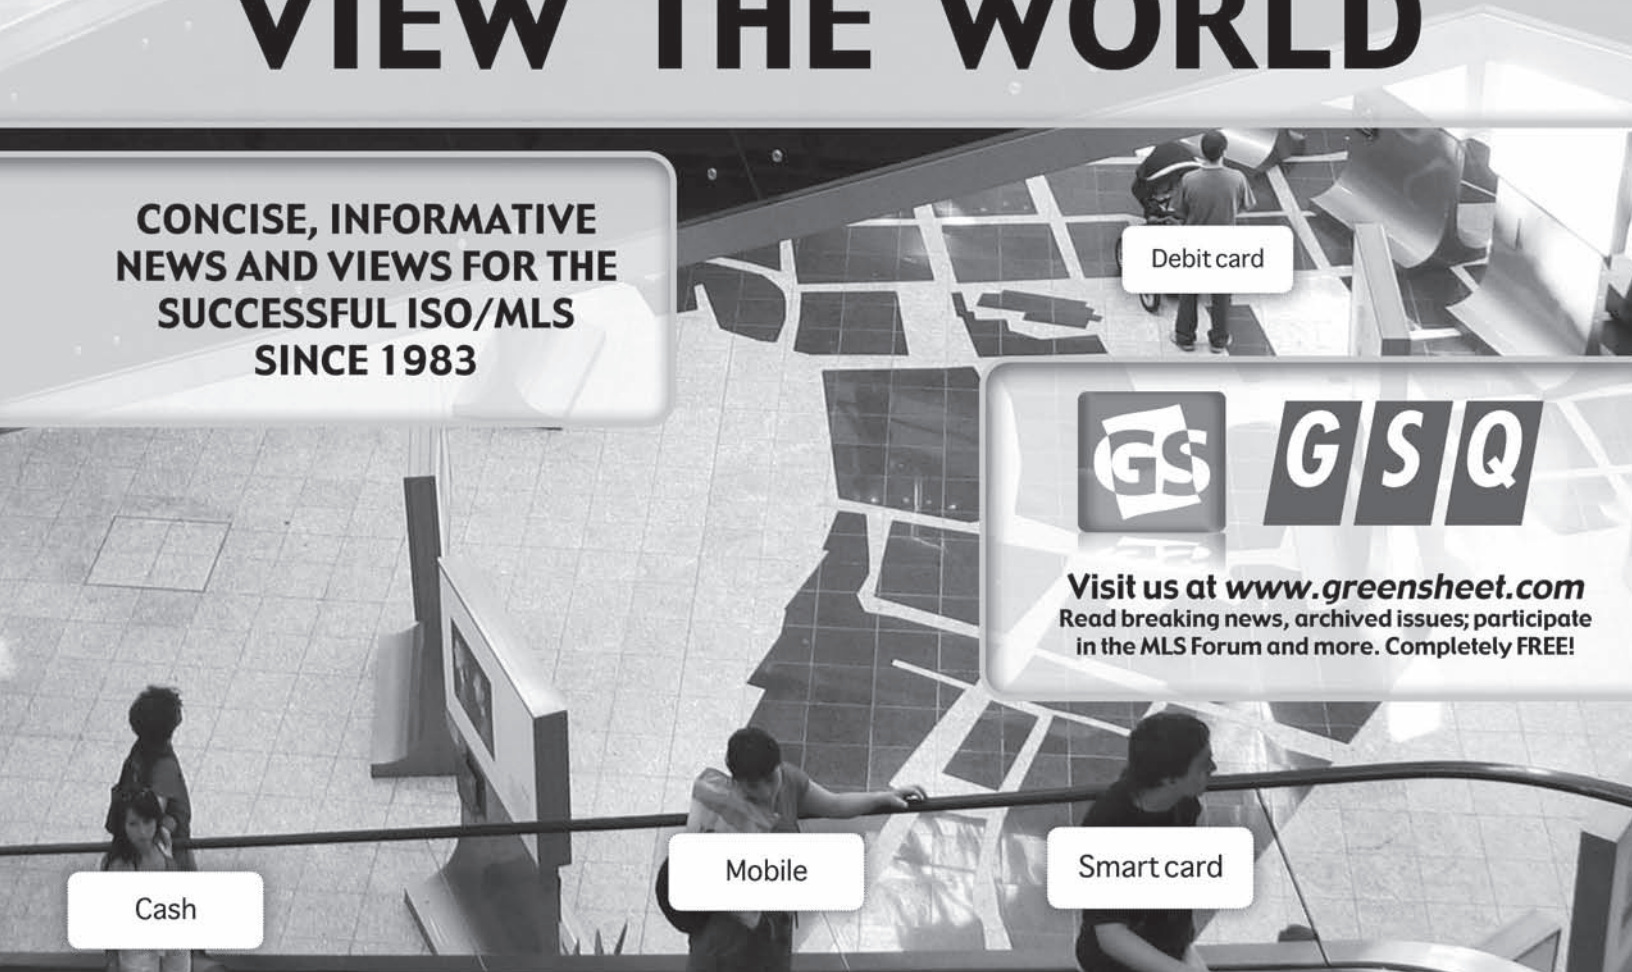 VIEW THE WORLD
CONCISE, INFORMATIVE
NEWS AND VIEWS FOR THE
SUCCESSFUL ISO/MLS
SINCE 1983
Debit card
GS
GSQ
Visit us at www.greensheet.com
Read breaking news, archived issues; participate
in the MLS Forum and more. Completely FREE!
Cash
Mobile
Smart card